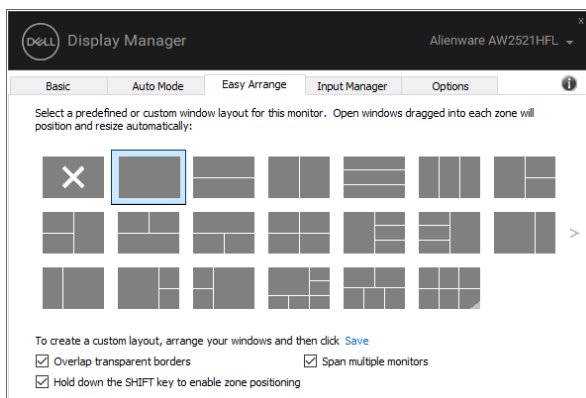 DELL Display Manager
Alienware AW2521HFL
Basic
Auto Mode
Easy Arrange
Input Manager
Options
Select a predefined or custom window layout for this monitor. Open windows dragged into each zone will
position and resize automatically:
To create a custom layout, arrange your windows and then click Save
Overlap transparent borders
Span multiple monitors
Hold down the SHIFT key to enable zone positioning